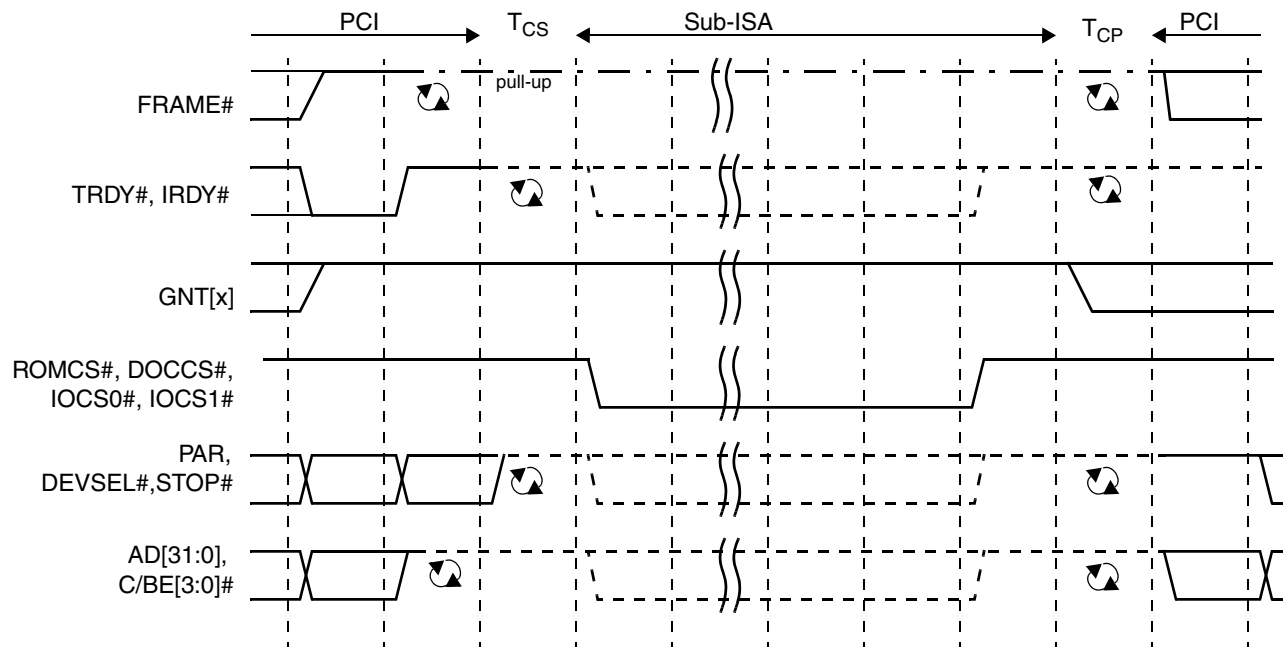 PCI TCS Sub-ISA TCP PCI
pull-up
FRAME#
TRDY#, IRDY#
GNT[x]
ROMCS#, DOCCS#,
IOCS0#, IOCS1#
PAR,
DEVSEL#,STOP#
AD[31:0],
C/BE[3:0]#